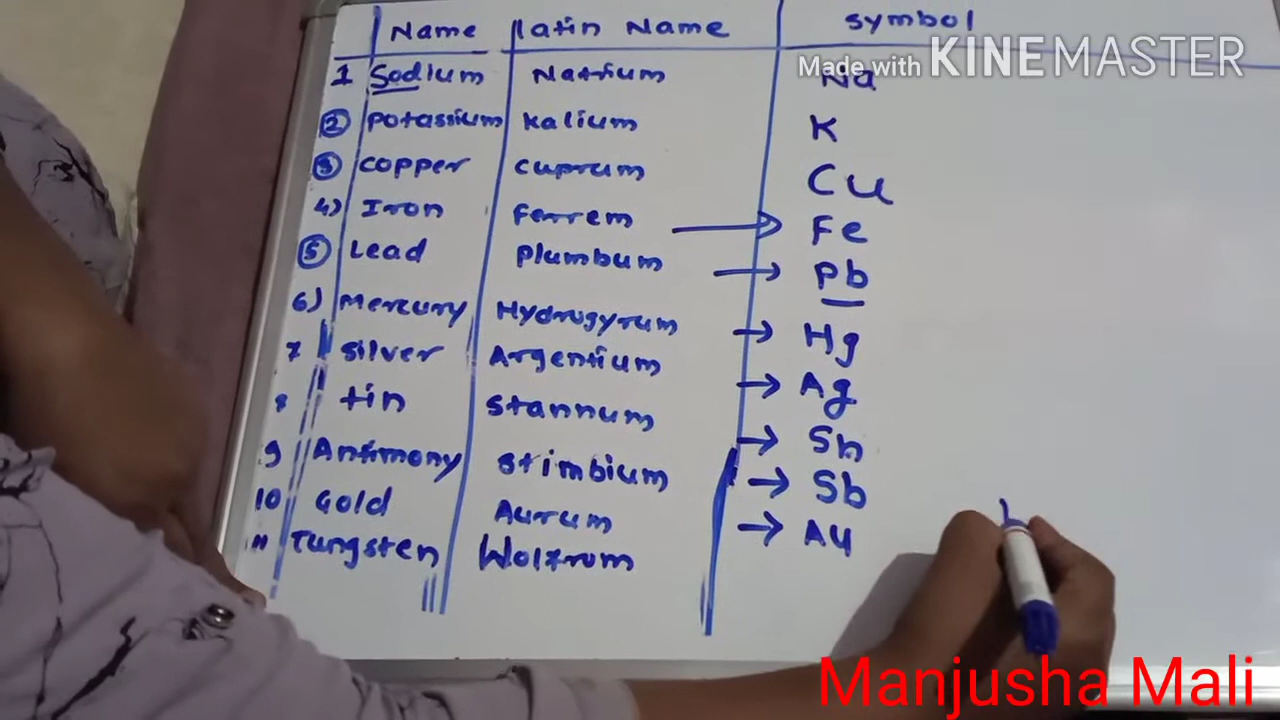 Name latin Name symbol
Made with KINEMASTER
1 Sodium Natrium Na
2 Potassium Kalium K
3 Copper Cuprum Cu
4) Iron Ferrem Fe
5 Lead Plumbum Pb
6) Mercury Hydrogyrum Hg
7 Silver Argentium Ag
8 tin Stannum Sn
9 Antimony Stimbium Sb
10 Gold Aurum Au
11 Tungsten Wolfrom
Manjusha Mali